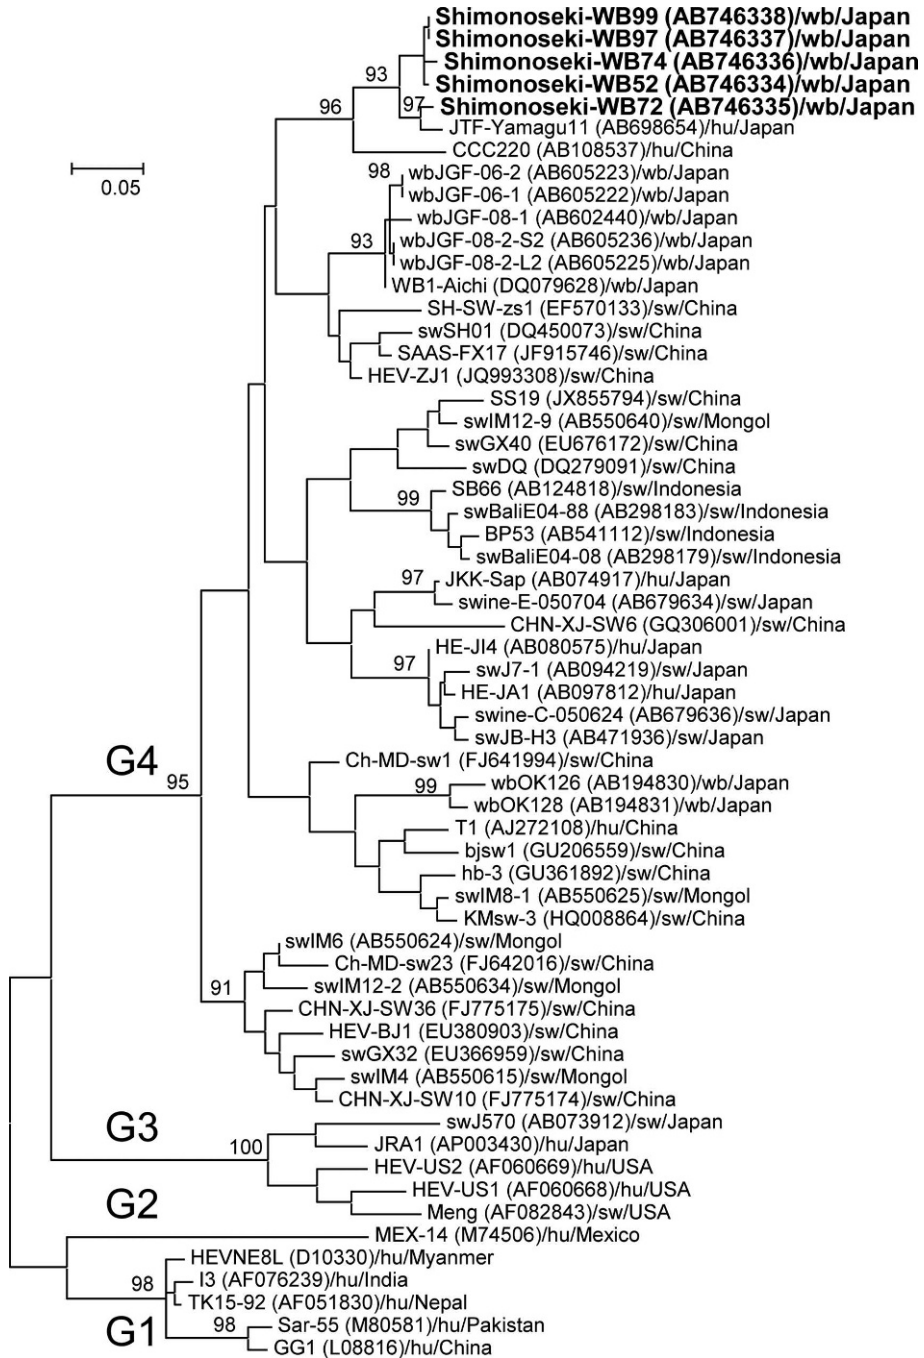 Shimonoseki-WB99 (AB746338)/wb/Japan
Shimonoseki-WB97 (AB746337)/wb/Japan
93
Shimonoseki-WB74 (AB746336)/wb/Japan
Shimonoseki-WB52 (AB746334)/wb/Japan
96
97
Shimonoseki-WB72 (AB746335)/wb/Japan
JTF-Yamagu11 (AB698654)/hu/Japan
CCC220 (AB108537)/hu/China
0.05
98
wbJGF-06-2 (AB605223)/wb/Japan
wbJGF-06-1 (AB605222)/wb/Japan
wbJGF-08-1 (AB602440)/wb/Japan
93
wbJGF-08-2-S2 (AB605236)/wb/Japan
wbJGF-08-2-L2 (AB605225)/wb/Japan
WB1-Aichi (DQ079628)/wb/Japan
SH-SW-zs1 (EF570133)/sw/China
swSH01 (DQ450073)/sw/China
SAAS-FX17 (JF915746)/sw/China
HEV-ZJ1 (JQ993308)/sw/China
SS19 (JX855794)/sw/China
swIM12-9 (AB550640)/sw/Mongol
swGX40 (EU676172)/sw/China
swDQ (DQ279091)/sw/China
SB66 (AB124818)/sw/Indonesia
99
swBaliE04-88 (AB298183)/sw/Indonesia
BP53 (AB541112)/sw/Indonesia
swBaliE04-08 (AB298179)/sw/Indonesia
97
JKK-Sap (AB074917)/hu/Japan
swine-E-050704 (AB679634)/sw/Japan
CHN-XJ-SW6 (GQ306001)/sw/China
HE-JI4 (AB080575)/hu/Japan
97
swJ7-1 (AB094219)/sw/Japan
HE-JA1 (AB097812)/hu/Japan
swine-C-050624 (AB679636)/sw/Japan
swJB-H3 (AB471936)/sw/Japan
G4
95
Ch-MD-sw1 (FJ641994)/sw/China
99
wbOK126 (AB194830)/wb/Japan
wbOK128 (AB194831)/wb/Japan
T1 (AJ272108)/hu/China
bjsw1 (GU206559)/sw/China
hb-3 (GU361892)/sw/China
swIM8-1 (AB550625)/sw/Mongol
KMsw-3 (HQ008864)/sw/China
swIM6 (AB550624)/sw/Mongol
Ch-MD-sw23 (FJ642016)/sw/China
91
swIM12-2 (AB550634)/sw/Mongol
CHN-XJ-SW36 (FJ775175)/sw/China
HEV-BJ1 (EU380903)/sw/China
swGX32 (EU366959)/sw/China
swIM4 (AB550615)/sw/Mongol
CHN-XJ-SW10 (FJ775174)/sw/China
G3
swJ570 (AB073912)/sw/Japan
100
JRA1 (AP003430)/hu/Japan
HEV-US2 (AF060669)/hu/USA
HEV-US1 (AF060668)/hu/USA
G2
Meng (AF082843)/sw/USA
MEX-14 (M74506)/hu/Mexico
HEVNE8L (D10330)/hu/Myanmer
98
I3 (AF076239)/hu/India
TK15-92 (AF051830)/hu/Nepal
G1
98
Sar-55 (M80581)/hu/Pakistan
GG1 (L08816)/hu/China